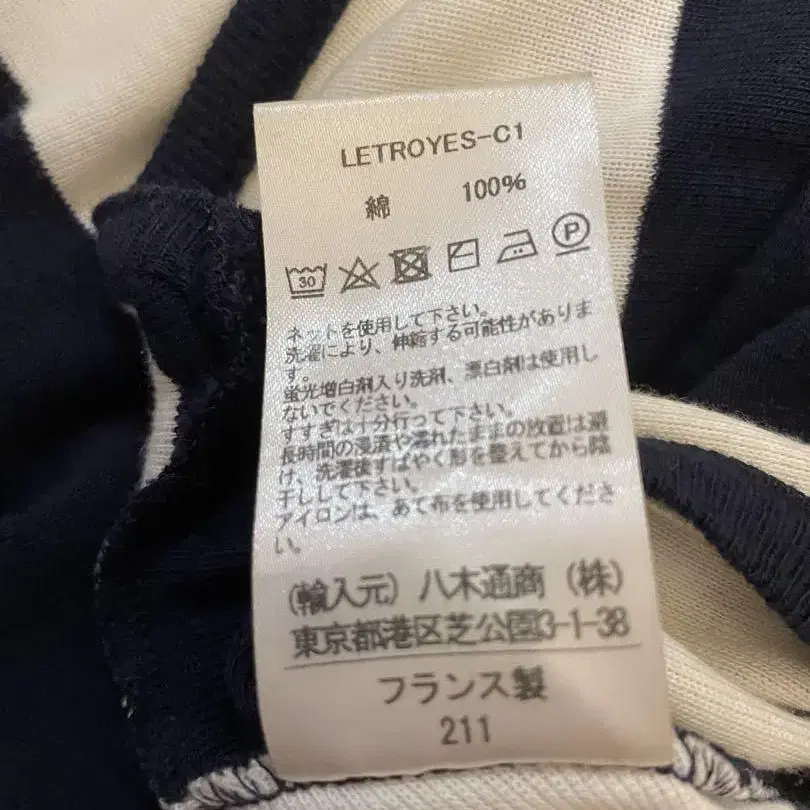 LETROYES-C1
綿 100%
30 P
ネットを使用して下さい。
洗濯により、伸縮する可能性がありま
す。
蛍光増白剤入り洗剤、漂白剤は使用し
ないでください。
すすぎは十分行って下さい。
長時間の浸漬や濡れたままの放置は避
け、洗濯後すばやく形を整えてから陰
干しして下さい。
アイロンは、あて布を使用してくださ
い。
(輸入元) 八木通商 (株)
東京都港区芝公園3-1-38
フランス製
211